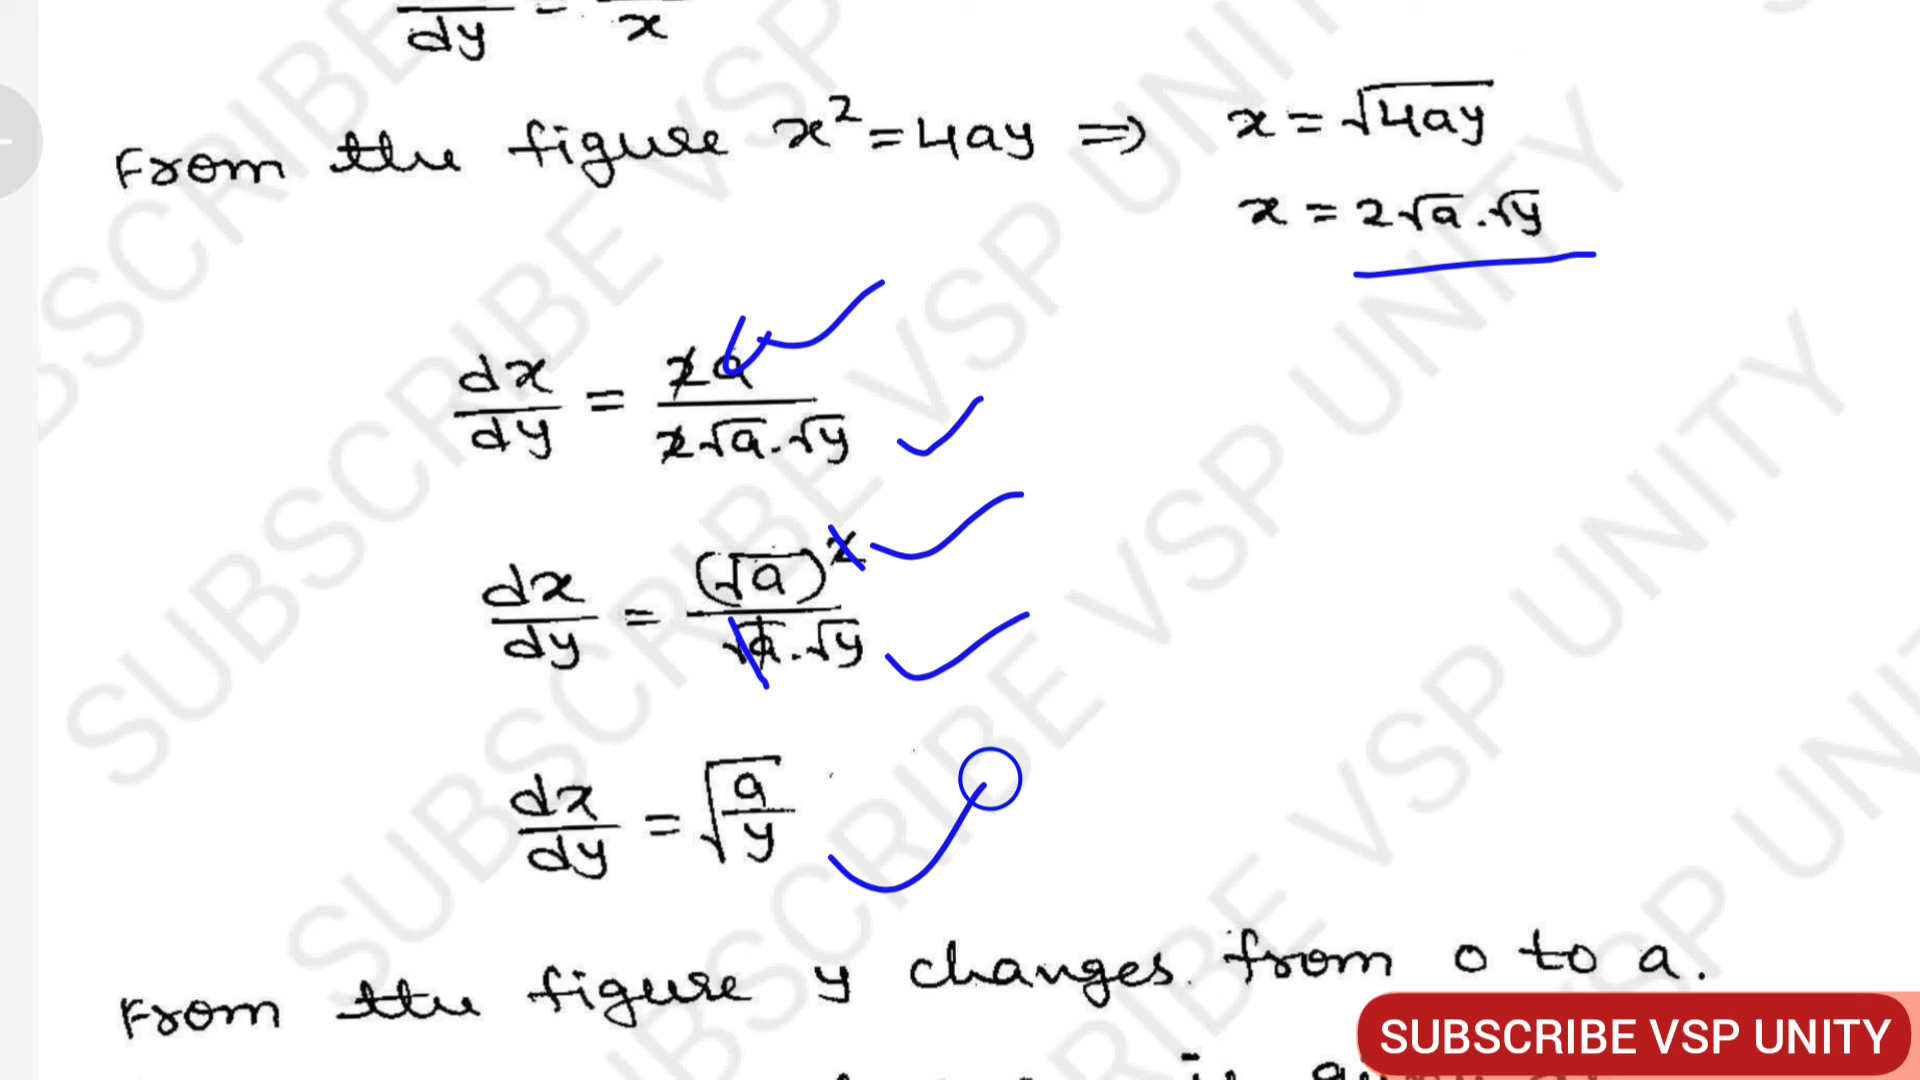 dy = x
From the figure x² = 4ay ⇒ x = √4ay
x = 2√a.√y
dx/dy = 2a / 2√a.√y
dx/dy = (√a)² / √a.√y
dx/dy = √(a/y)
From the figure y changes from 0 to a.
SUBSCRIBE VSP UNITY